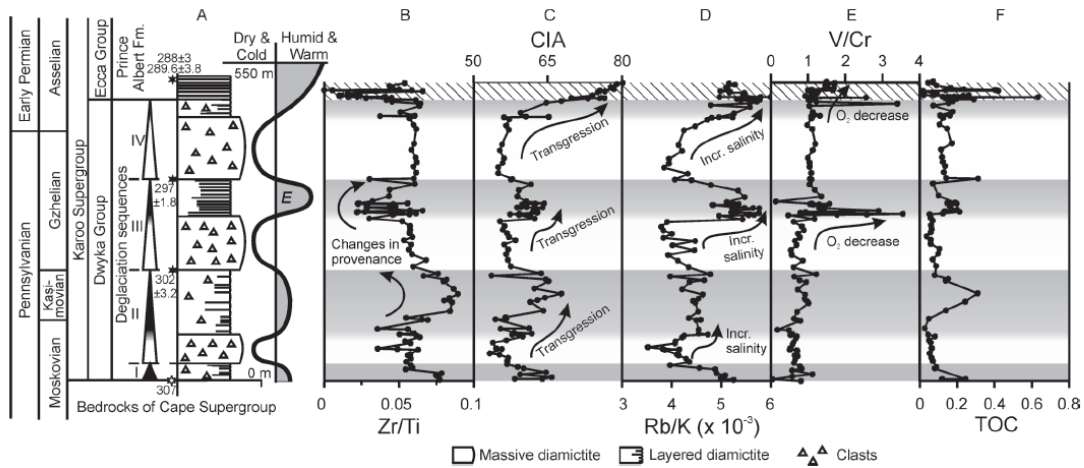 A
B
C
D
E
F
Early Permian
Asselian
Ecca Group
Prince
Albert Fm.
288±3
289.6±3.8
Dry &
Cold
Humid &
Warm
550 m
CIA
50
65
80
V/Cr
0
1
2
3
4
Pennsylvanian
Gzhelian
Kasi-
movian
Moskovian
Karoo Supergroup
Dwyka Group
Deglaciation sequences
IV
III
II
I
297
±1.8
302
±3.2
307
0 m
E
Changes in
provenance
Transgression
Transgression
Transgression
Incr. salinity
Incr.
salinity
Incr.
salinity
O2 decrease
O2 decrease
Bedrocks of Cape Supergroup
0
0.05
0.1
Zr/Ti
3
4
5
6
Rb/K (x 10-3)
0
0.2
0.4
0.6
0.8
TOC
Massive diamictite
Layered diamictite
Clasts